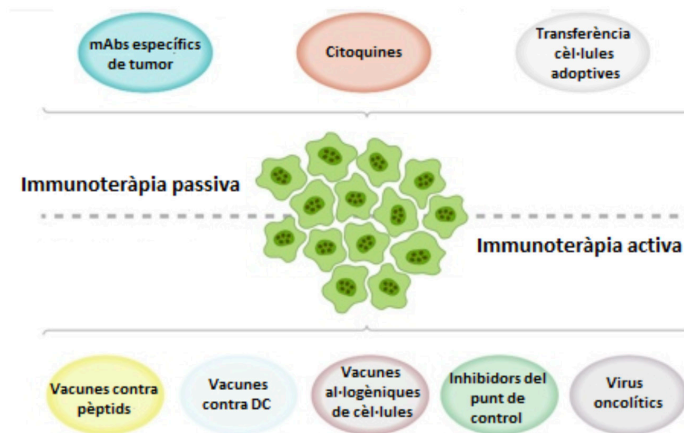 mAbs específics
de tumor
Citoquines
Transferència
cèl·lules
adoptives
Immunoteràpia passiva
Immunoteràpia activa
Vacunes contra
pèptids
Vacunes
contra DC
Vacunes
al·logèniques
de cèl·lules
Inhibidors del
punt de
control
Virus
oncolítics